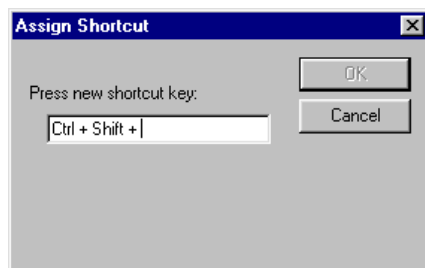 Assign Shortcut
OK
Press new shortcut key:
Cancel
Ctrl + Shift +